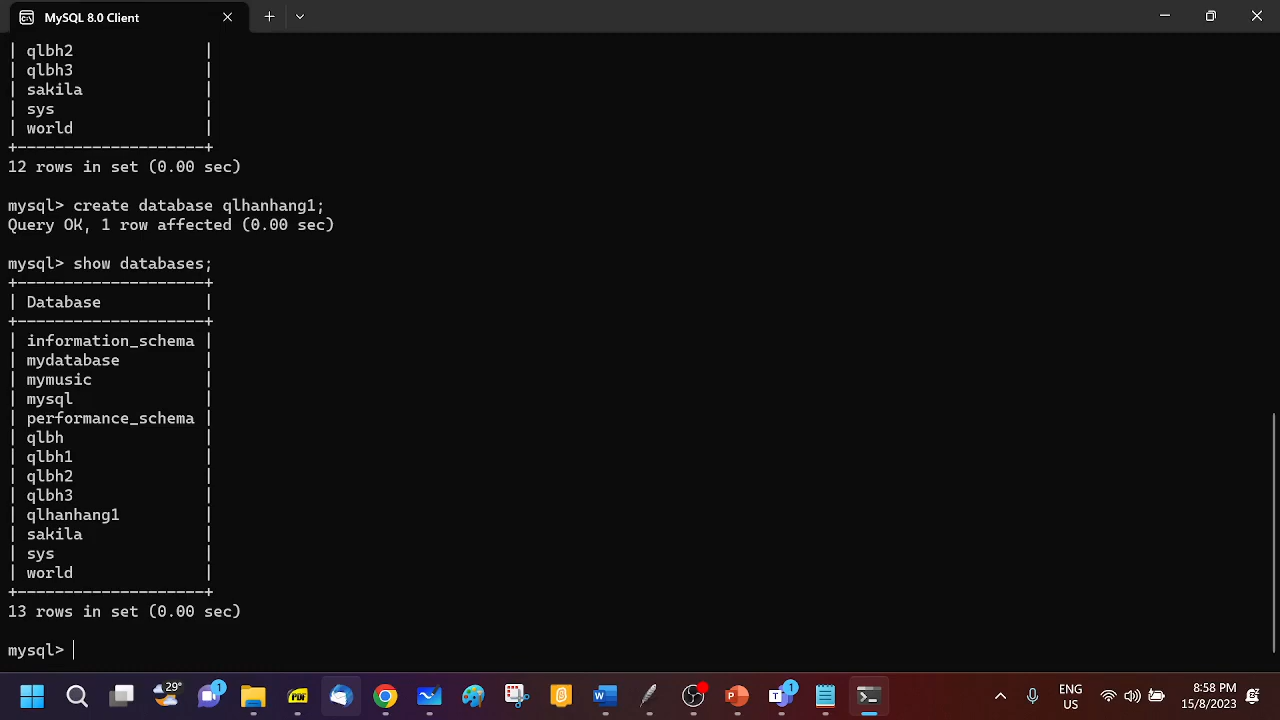 MySQL 8.0 Client
| qlbh2 |
| qlbh3 |
| sakila |
| sys |
| world |
+--------------------+
12 rows in set (0.00 sec)
mysql> create database qlhanhang1;
Query OK, 1 row affected (0.00 sec)
mysql> show databases;
+--------------------+
| Database |
+--------------------+
| information_schema |
| mydatabase |
| mymusic |
| mysql |
| performance_schema |
| qlbh |
| qlbh1 |
| qlbh2 |
| qlbh3 |
| qlhanhang1 |
| sakila |
| sys |
| world |
+--------------------+
13 rows in set (0.00 sec)
mysql>
29° 1 PDF 1 ENG 8:58 PM
US 15/8/2023